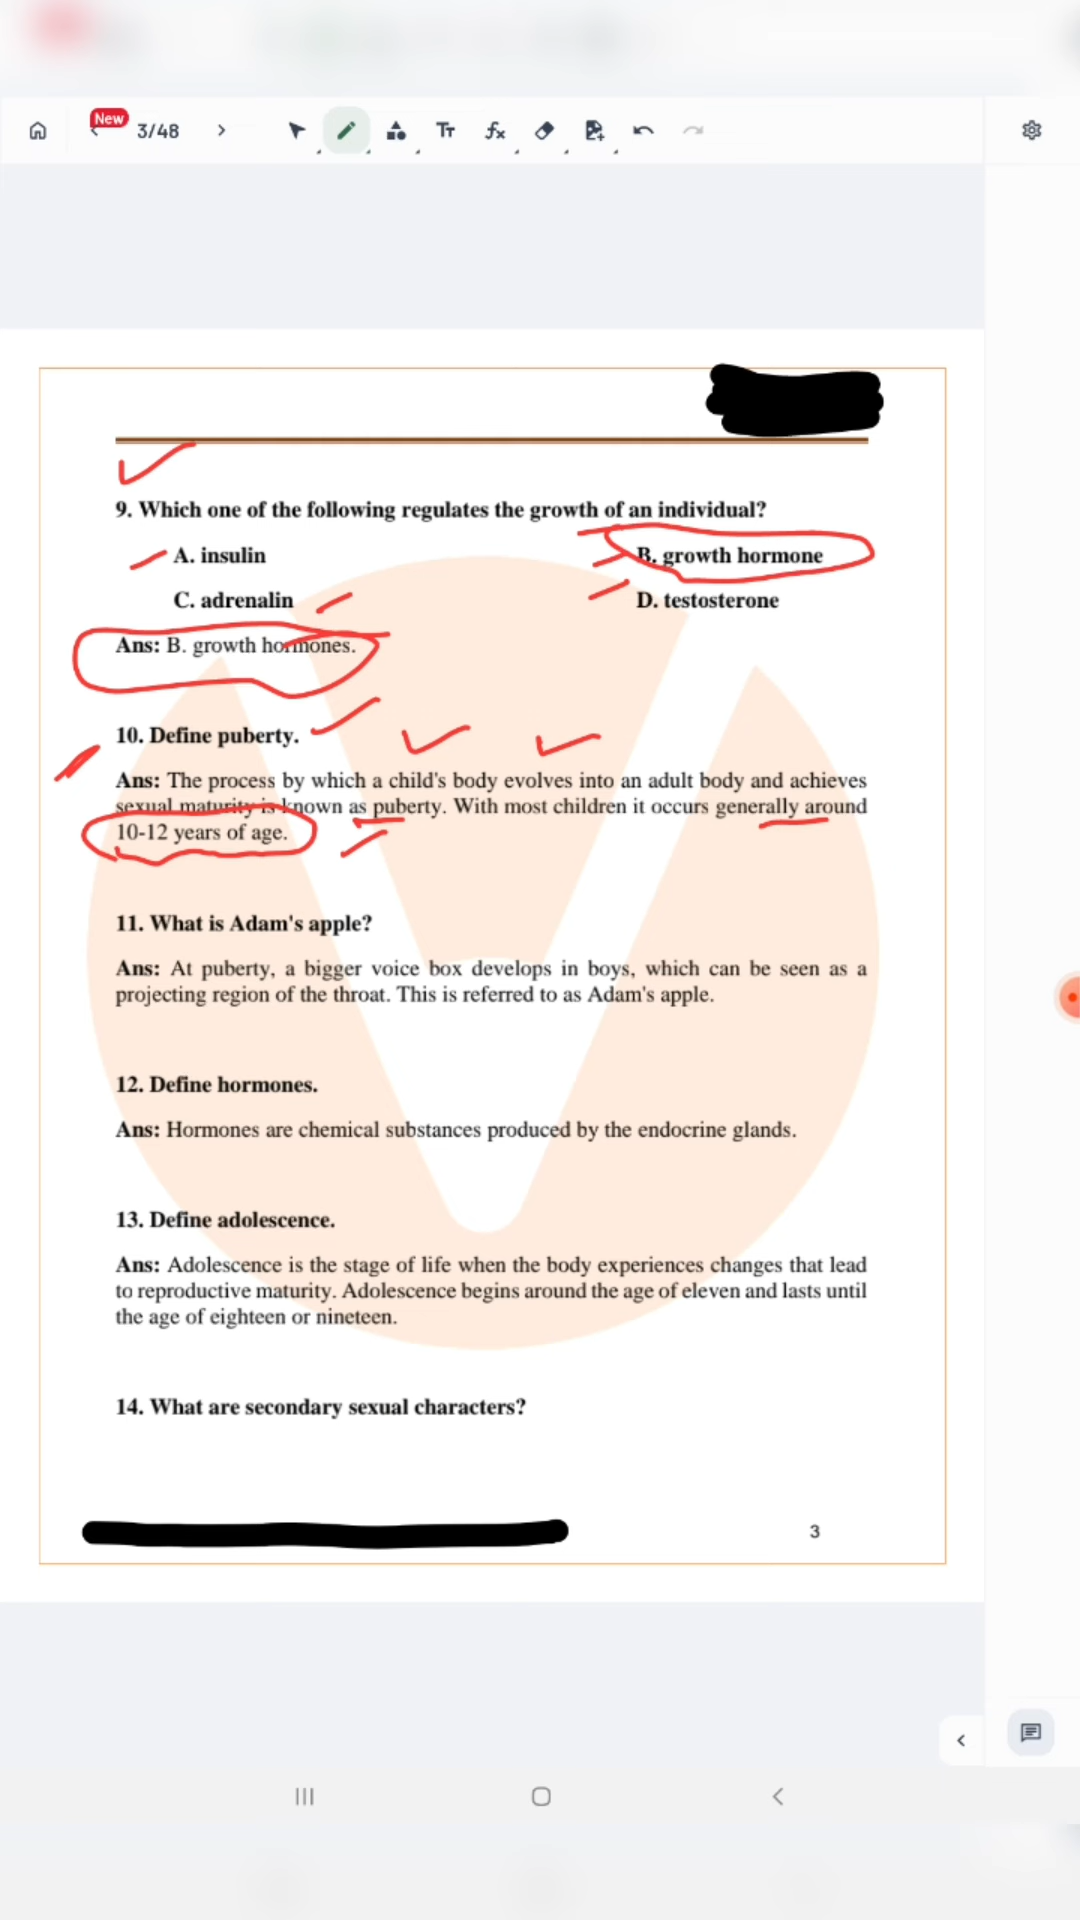 New
3/48
9. Which one of the following regulates the growth of an individual?
A. insulin B. growth hormone
C. adrenalin D. testosterone
Ans: B. growth hormones.
10. Define puberty.
Ans: The process by which a child's body evolves into an adult body and achieves
sexual maturity is known as puberty. With most children it occurs generally around
10-12 years of age.
11. What is Adam's apple?
Ans: At puberty, a bigger voice box develops in boys, which can be seen as a
projecting region of the throat. This is referred to as Adam's apple.
12. Define hormones.
Ans: Hormones are chemical substances produced by the endocrine glands.
13. Define adolescence.
Ans: Adolescence is the stage of life when the body experiences changes that lead
to reproductive maturity. Adolescence begins around the age of eleven and lasts until
the age of eighteen or nineteen.
14. What are secondary sexual characters?
3